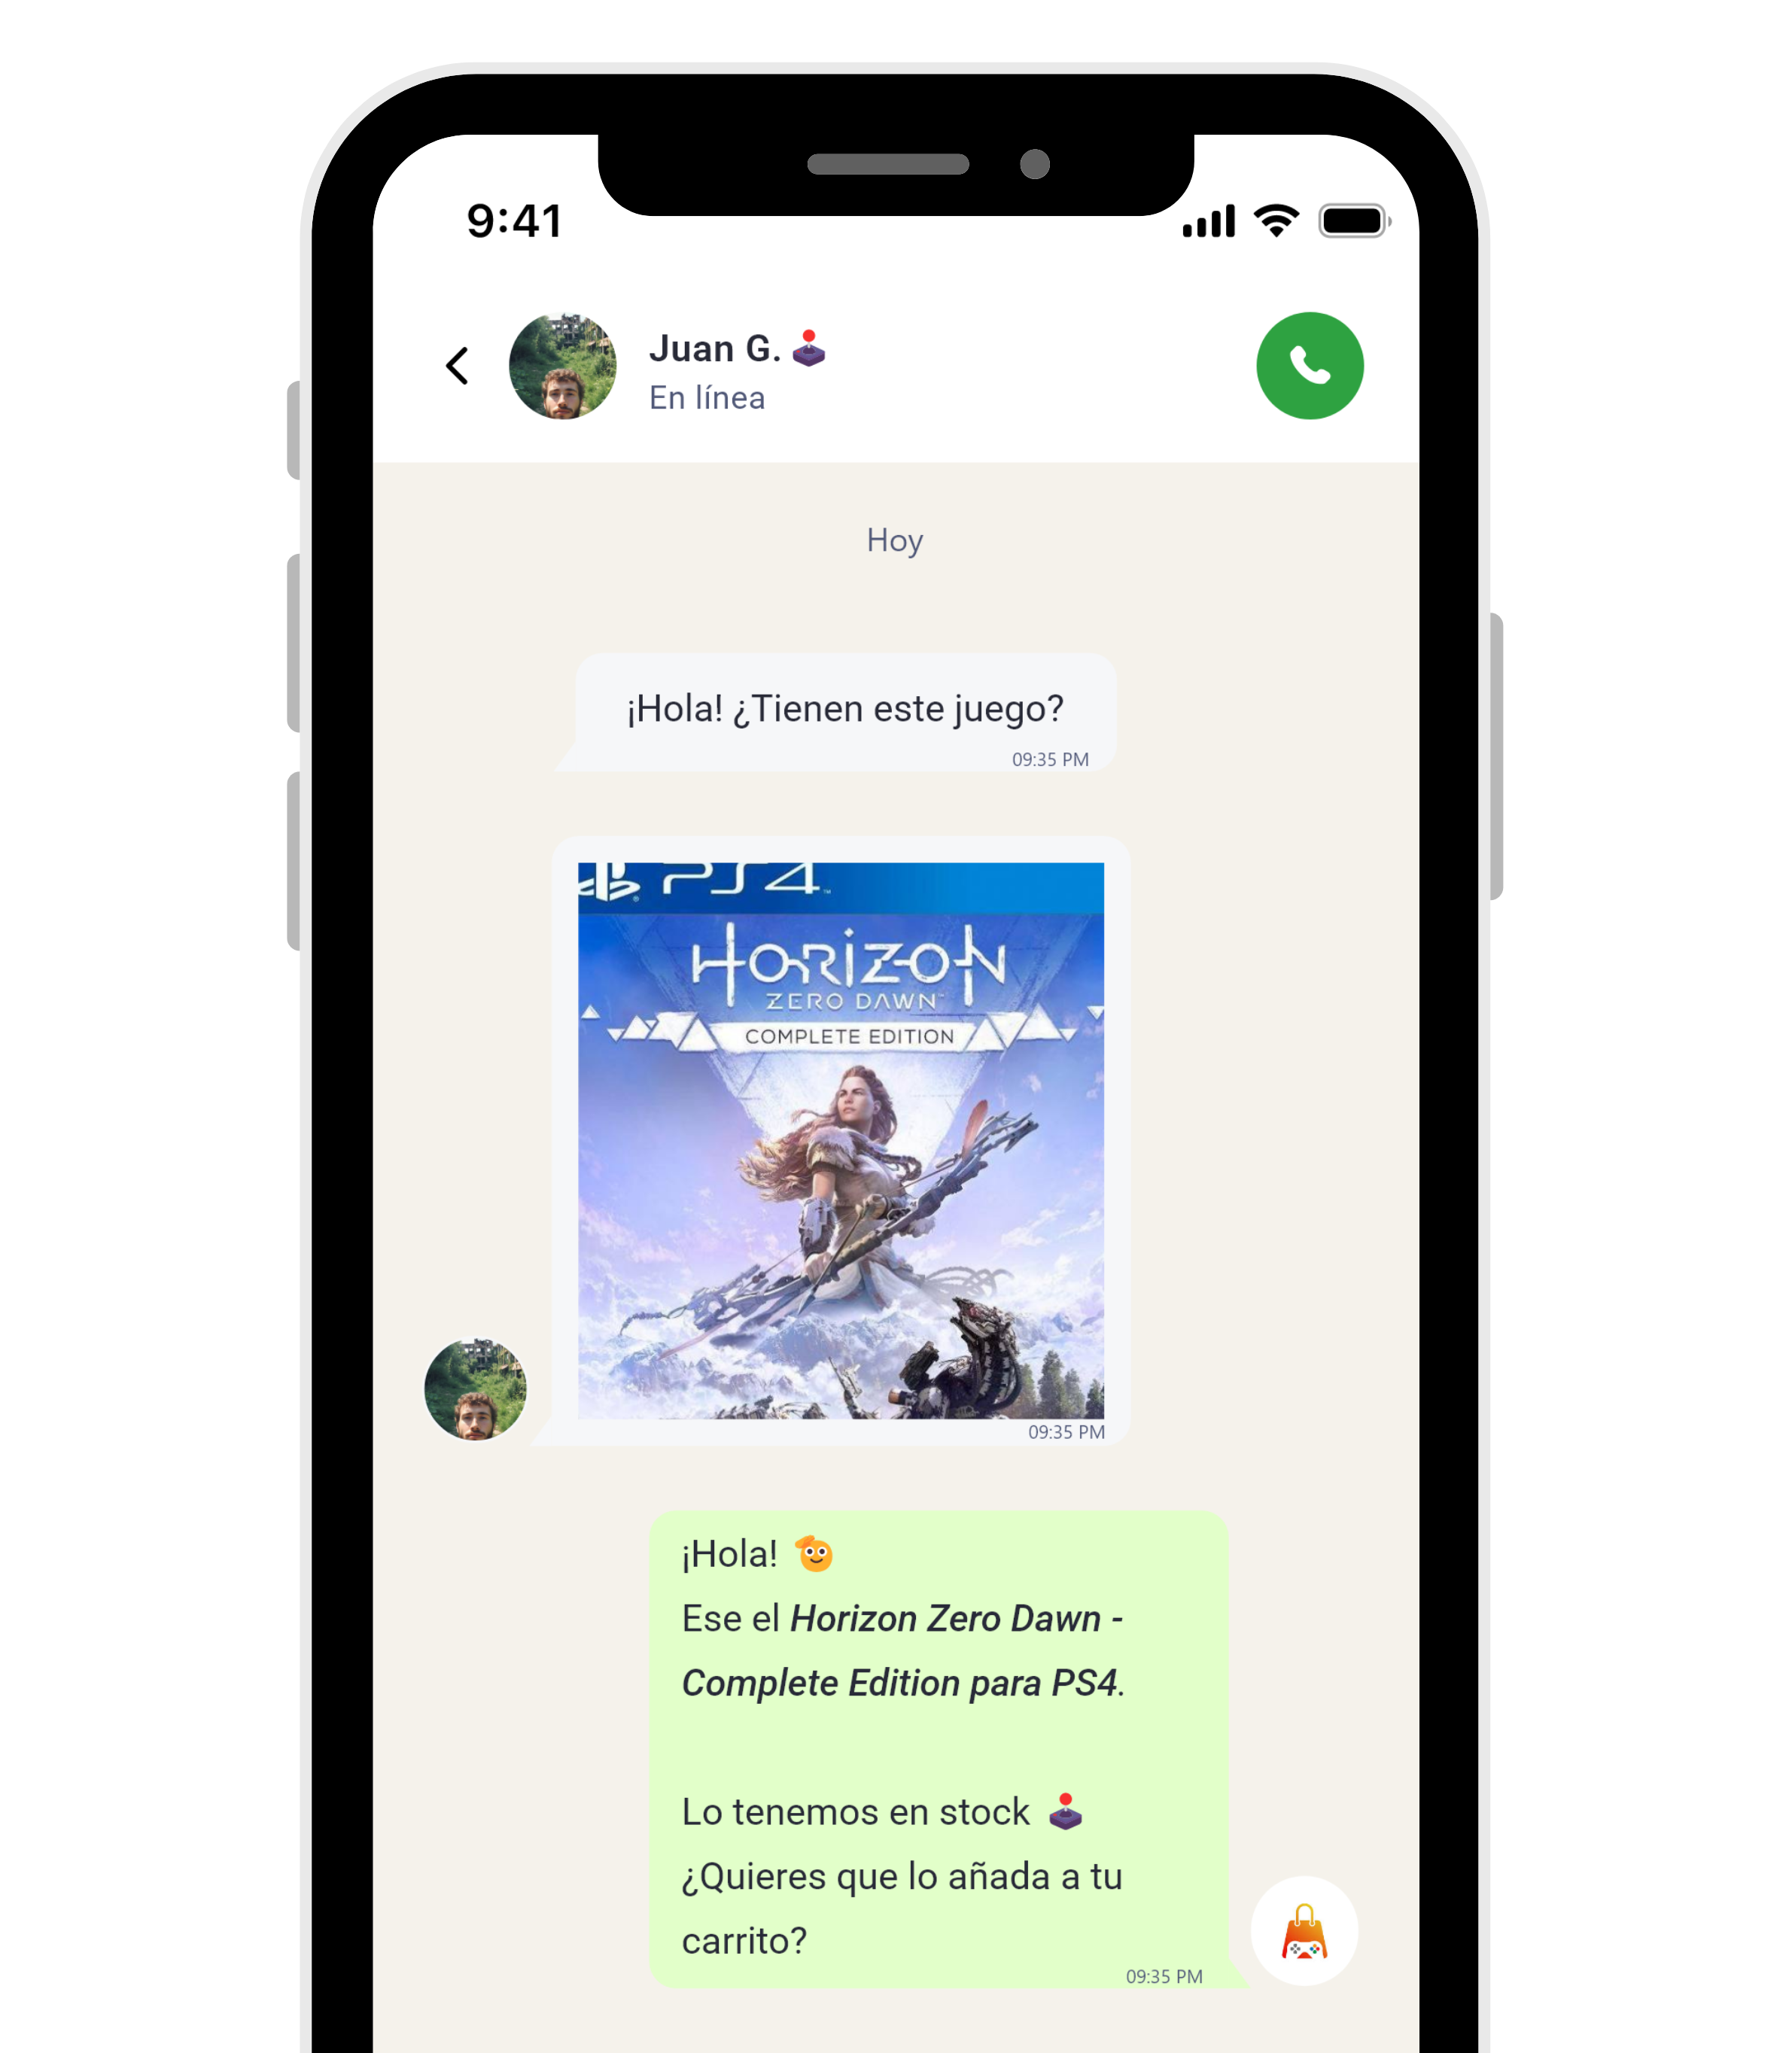 9:41
Juan G.
En línea
Hoy
¡Hola! ¿Tienen este juego?
09:35 PM
PS4
HORIZON
ZERO DAWN
COMPLETE EDITION
09:35 PM
¡Hola!
Ese el Horizon Zero Dawn -
Complete Edition para PS4.
Lo tenemos en stock
¿Quieres que lo añada a tu
carrito?
09:35 PM